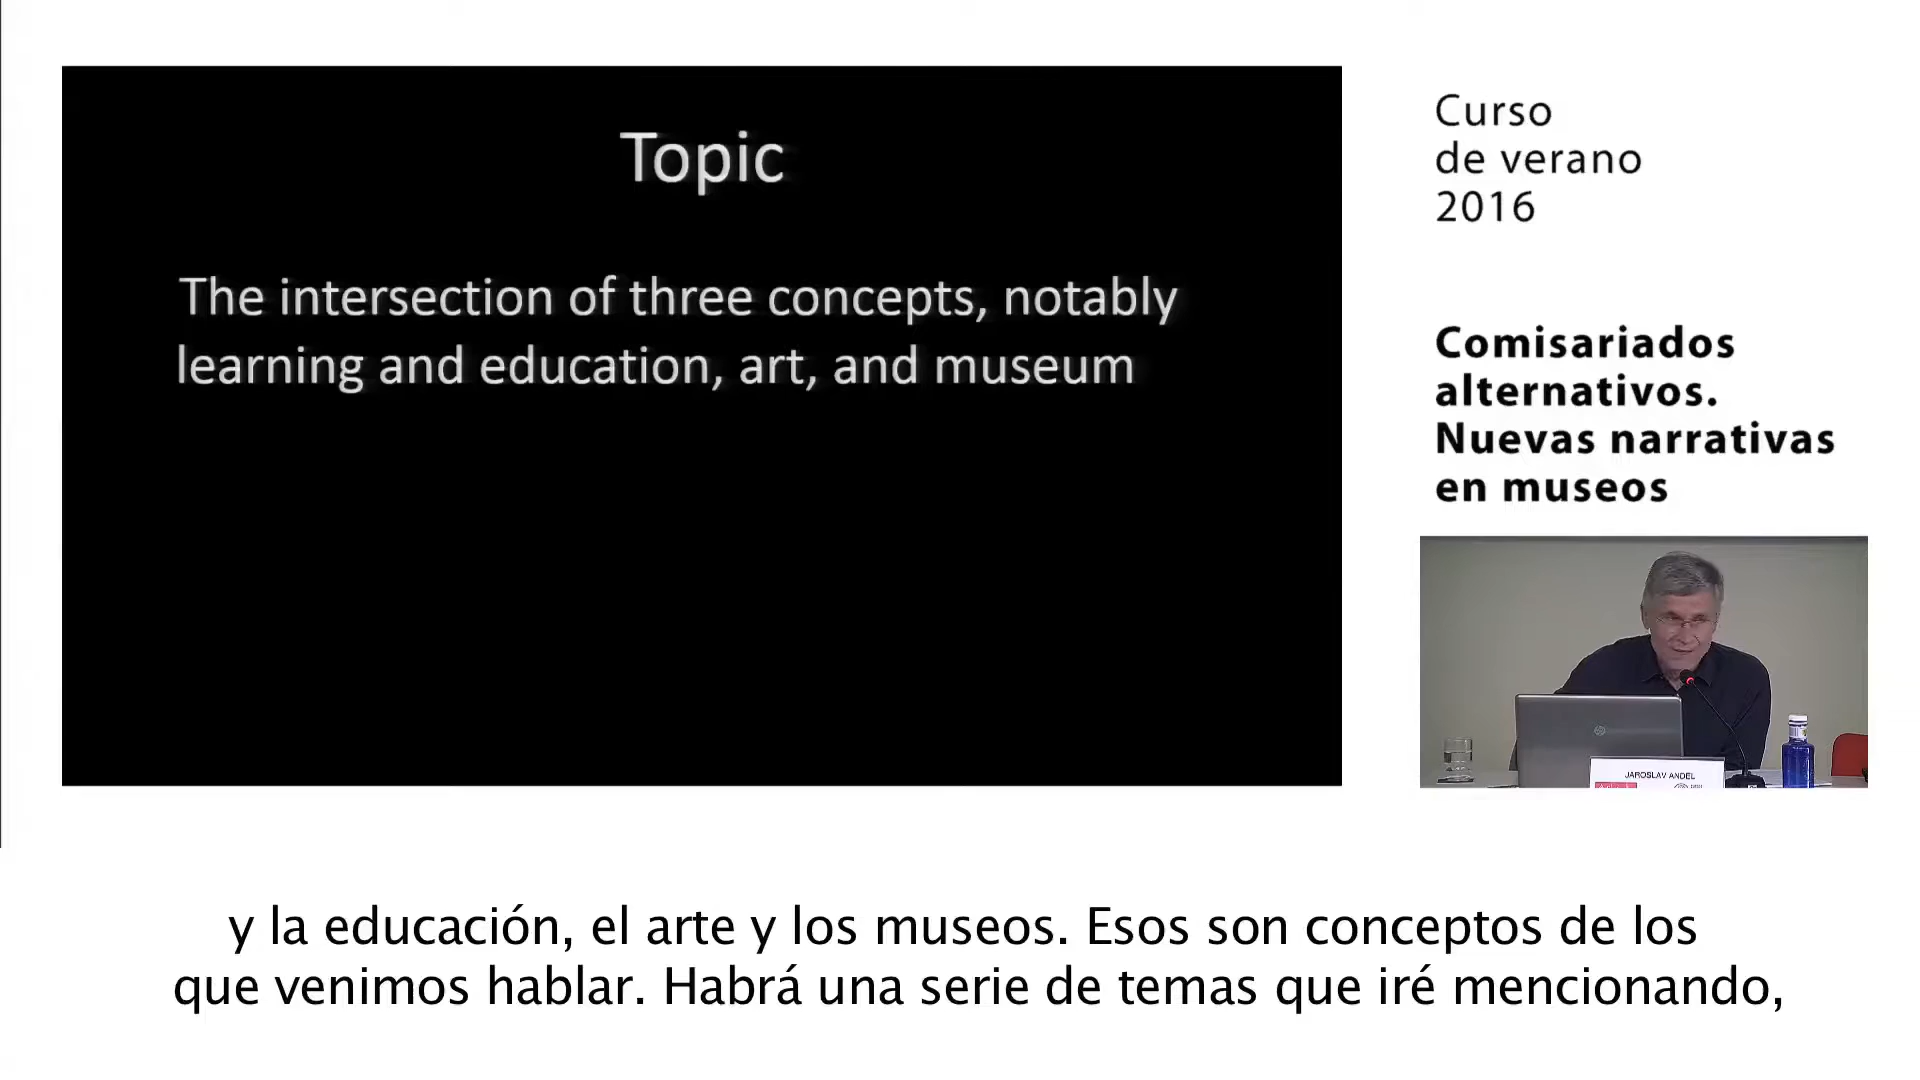 Topic
The intersection of three concepts, notably
learning and education, art, and museum
Curso
de verano
2016
Comisariados
alternativos.
Nuevas narrativas
en museos
JAROSLAV ANDEL
y la educación, el arte y los museos. Esos son conceptos de los
que venimos hablar. Habrá una serie de temas que iré mencionando,